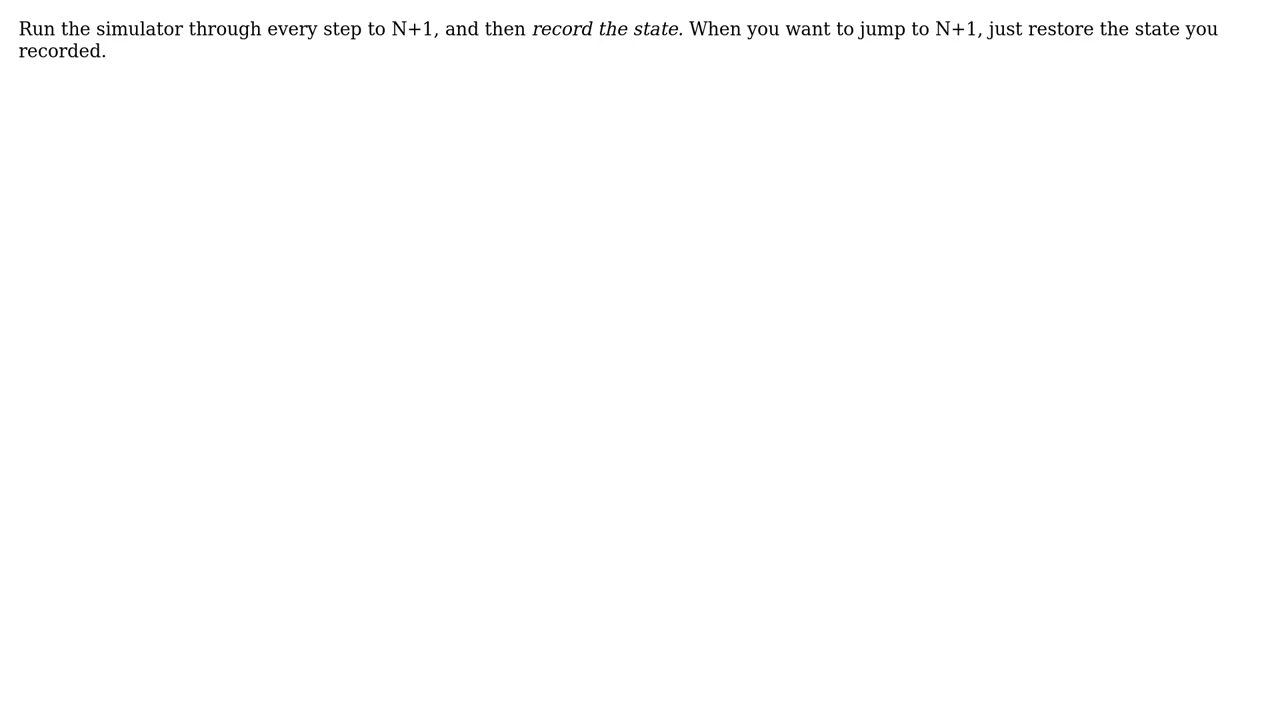 Run the simulator through every step to N+1, and then record the state. When you want to jump to N+1, just restore the state you
recorded.